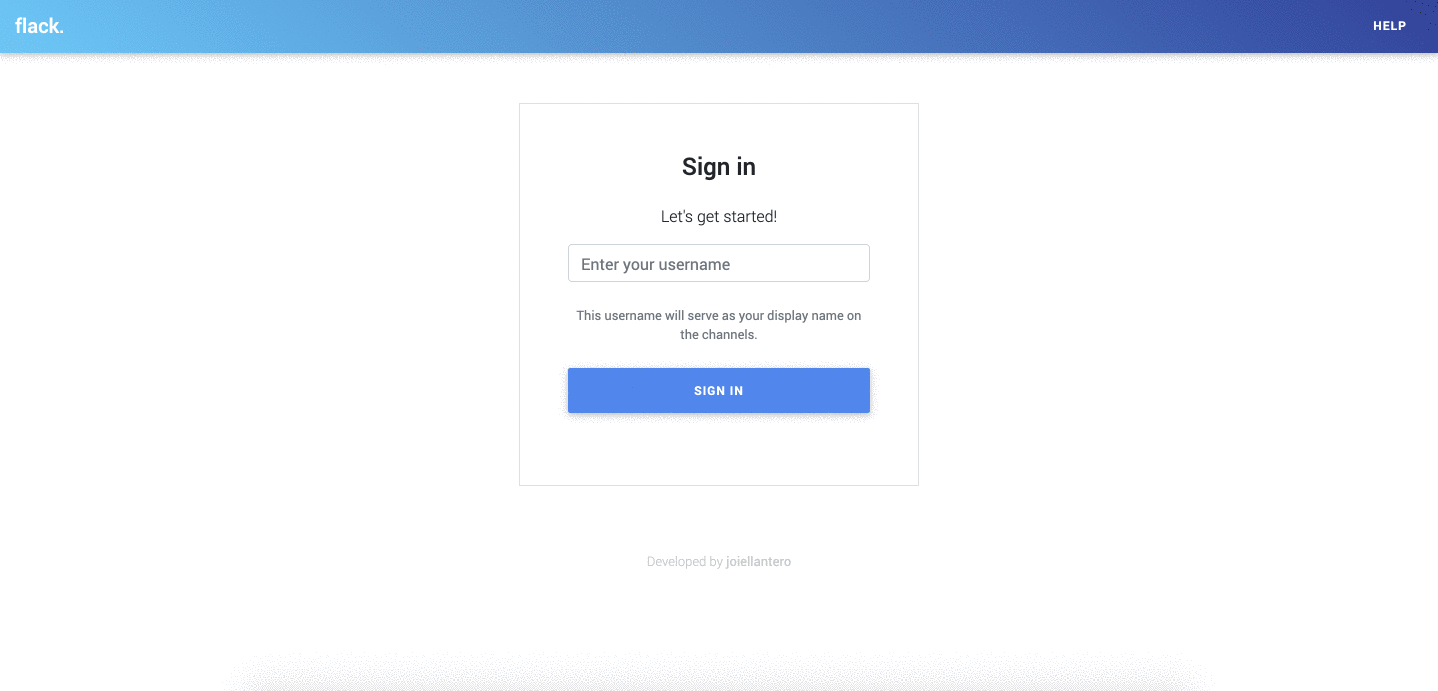 flack.
HELP
Sign in
Let's get started!
Enter your username
This username will serve as your display name on
the channels.
SIGN IN
Developed by joiellantero